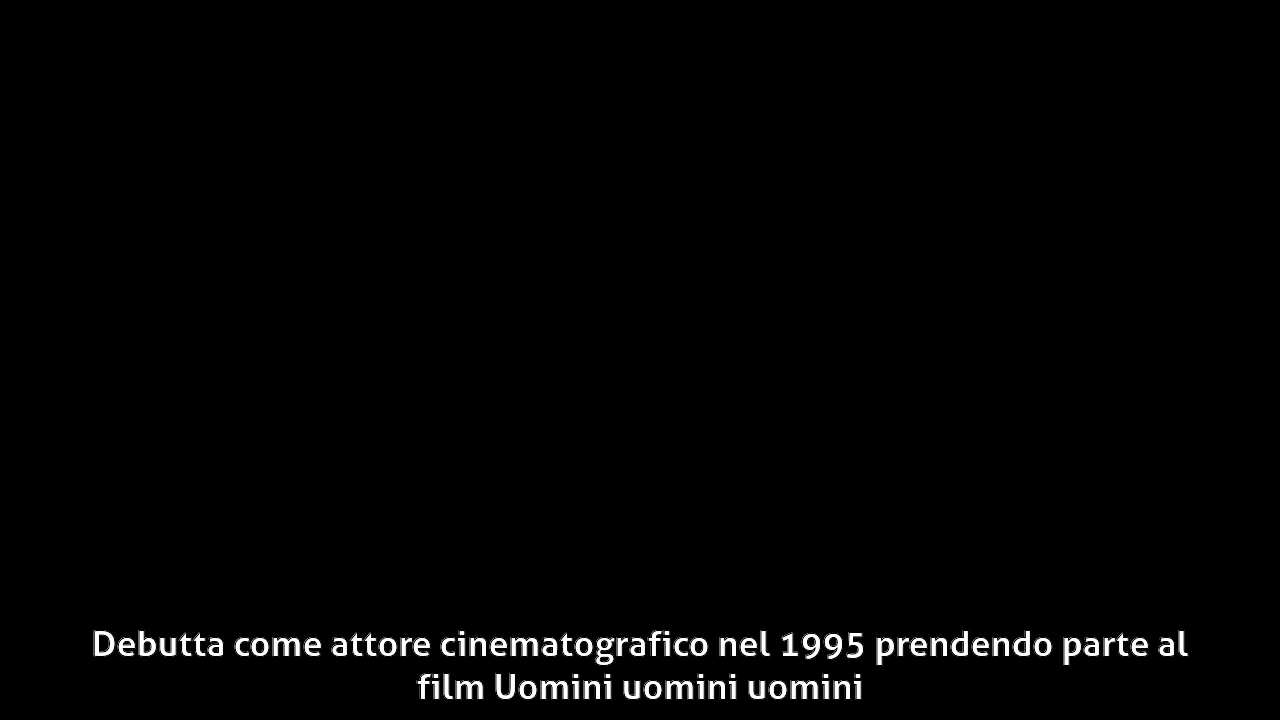 Debutta come attore cinematografico nel 1995 prendendo parte al
film Uomini uomini uomini